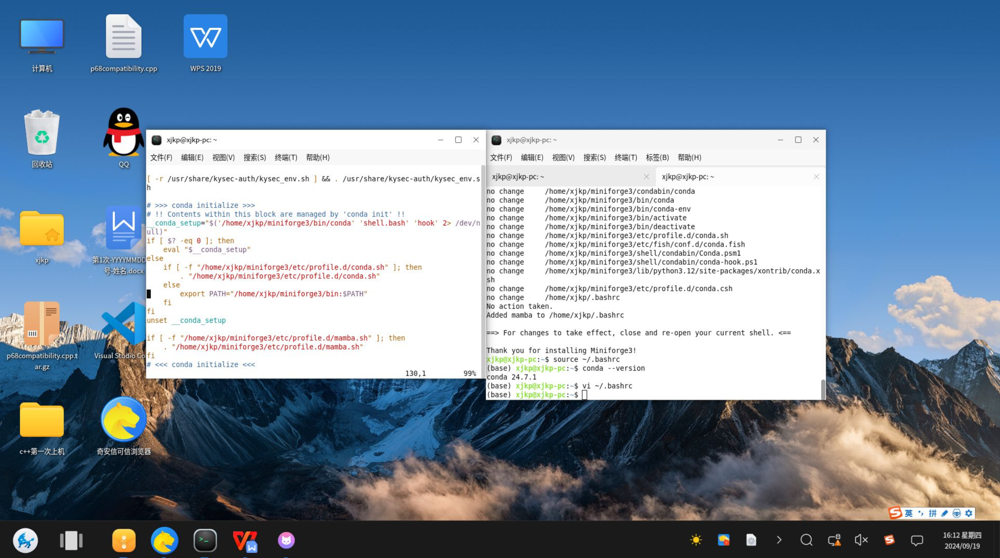 计算机
p68compatibility.cpp
WPS 2019
回收站
QQ
xjkp
第1次-YYYYMMDD
号-姓名.docx
p68compatibility.cpp.t
ar.gz
Visual Studio Co
c++第一次上机
奇安信可信浏览器
xjkp@xjkp-pc: ~
文件(F) 编辑(E) 视图(V) 搜索(S) 终端(T) 帮助(H)
[ -r /usr/share/kysec-auth/kysec_env.sh ] && . /usr/share/kysec-auth/kysec_env.s
h
# >>> conda initialize >>>
# !! Contents within this block are managed by 'conda init' !!
__conda_setup="$('/home/xjkp/miniforge3/bin/conda' 'shell.bash' 'hook' 2> /dev/n
ull)"
if [ $? -eq 0 ]; then
    eval "$__conda_setup"
else
    if [ -f "/home/xjkp/miniforge3/etc/profile.d/conda.sh" ]; then
        . "/home/xjkp/miniforge3/etc/profile.d/conda.sh"
    else
        export PATH="/home/xjkp/miniforge3/bin:$PATH"
    fi
fi
unset __conda_setup
if [ -f "/home/xjkp/miniforge3/etc/profile.d/mamba.sh" ]; then
    . "/home/xjkp/miniforge3/etc/profile.d/mamba.sh"
fi
# <<< conda initialize <<<
130,1 99%
xjkp@xjkp-pc: ~
文件(F) 编辑(E) 视图(V) 搜索(S) 终端(T) 标签(B) 帮助(H)
xjkp@xjkp-pc: ~ xjkp@xjkp-pc: ~
no change     /home/xjkp/miniforge3/condabin/conda
no change     /home/xjkp/miniforge3/bin/conda
no change     /home/xjkp/miniforge3/bin/conda-env
no change     /home/xjkp/miniforge3/bin/activate
no change     /home/xjkp/miniforge3/bin/deactivate
no change     /home/xjkp/miniforge3/etc/profile.d/conda.sh
no change     /home/xjkp/miniforge3/etc/fish/conf.d/conda.fish
no change     /home/xjkp/miniforge3/shell/condabin/Conda.psm1
no change     /home/xjkp/miniforge3/shell/condabin/conda-hook.ps1
no change     /home/xjkp/miniforge3/lib/python3.12/site-packages/xontrib/conda.x
sh
no change     /home/xjkp/miniforge3/etc/profile.d/conda.csh
no change     /home/xjkp/.bashrc
No action taken.
Added mamba to /home/xjkp/.bashrc
==> For changes to take effect, close and re-open your current shell. <==
Thank you for installing Miniforge3!
xjkp@xjkp-pc:~$ source ~/.bashrc
(base) xjkp@xjkp-pc:~$ conda --version
conda 24.7.1
(base) xjkp@xjkp-pc:~$ vi ~/.bashrc
(base) xjkp@xjkp-pc:~$
英 拼
16:12 星期四
2024/09/19